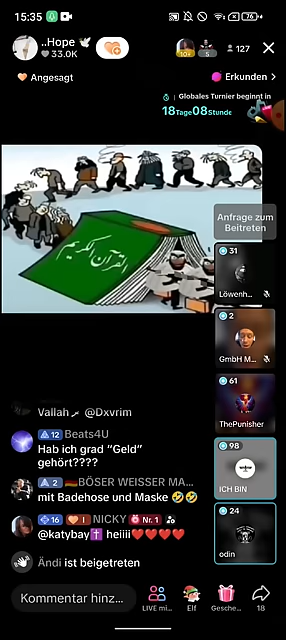 15:35
76
..Hope
33.0K
10+
5
127
Angesagt
Erkunden >
Globales Turnier beginnt in
18Tage08Stunde
القرآن الكريم
Anfrage zum
Beitreten
31
Löwenh...
2
GmbH M...
61
ThePunisher
98
ICH BIN
24
odin
Vallah @Dxvrim
12 Beats4U
Hab ich grad “Geld”
gehört????
2 BÖSER WEISSER MA...
mit Badehose und Maske 🤣🤣
16 I NICKY Nr. 1
@katybay✝️ heiiii❤️❤️❤️❤️
Ändi ist beigetreten
Kommentar hinz...
LIVE mi...
Elf
Gesche...
18